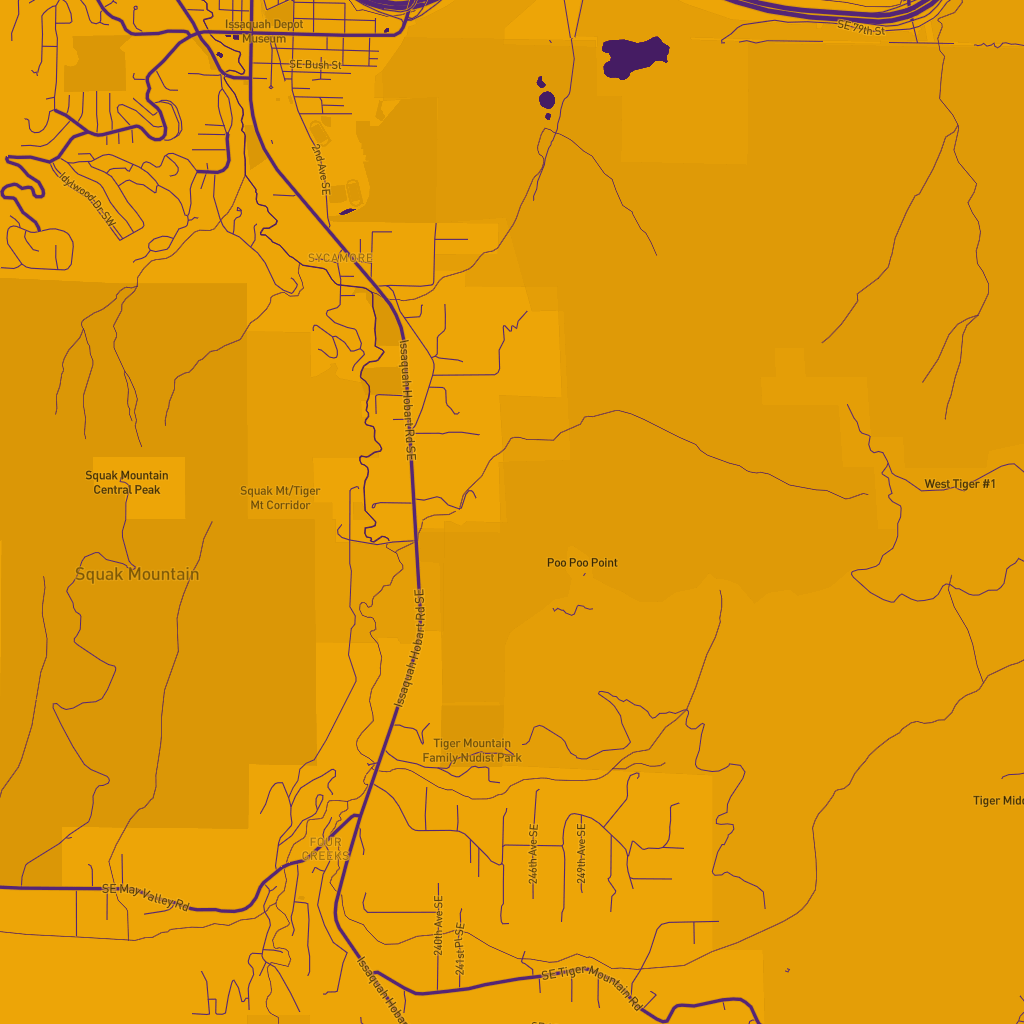 Issaquah Depot
Museum
SE 79th St
SE Bush St
2nd Ave SE
Idylwood Dr SW
SYCAMORE
Issaquah-Hobart Rd SE
Squak Mountain
Central Peak
Squak Mt/Tiger
Mt Corridor
West Tiger #1
Poo Poo Point
Squak Mountain
Issaquah-Hobart Rd SE
Tiger Mountain
Family Nudist Park
Tiger Midd
FOUR
CREEKS
246th Ave SE
249th Ave SE
SE May Valley Rd
240th Ave SE
241st Pl SE
Issaquah-Hobar
SE Tiger Mountain Rd